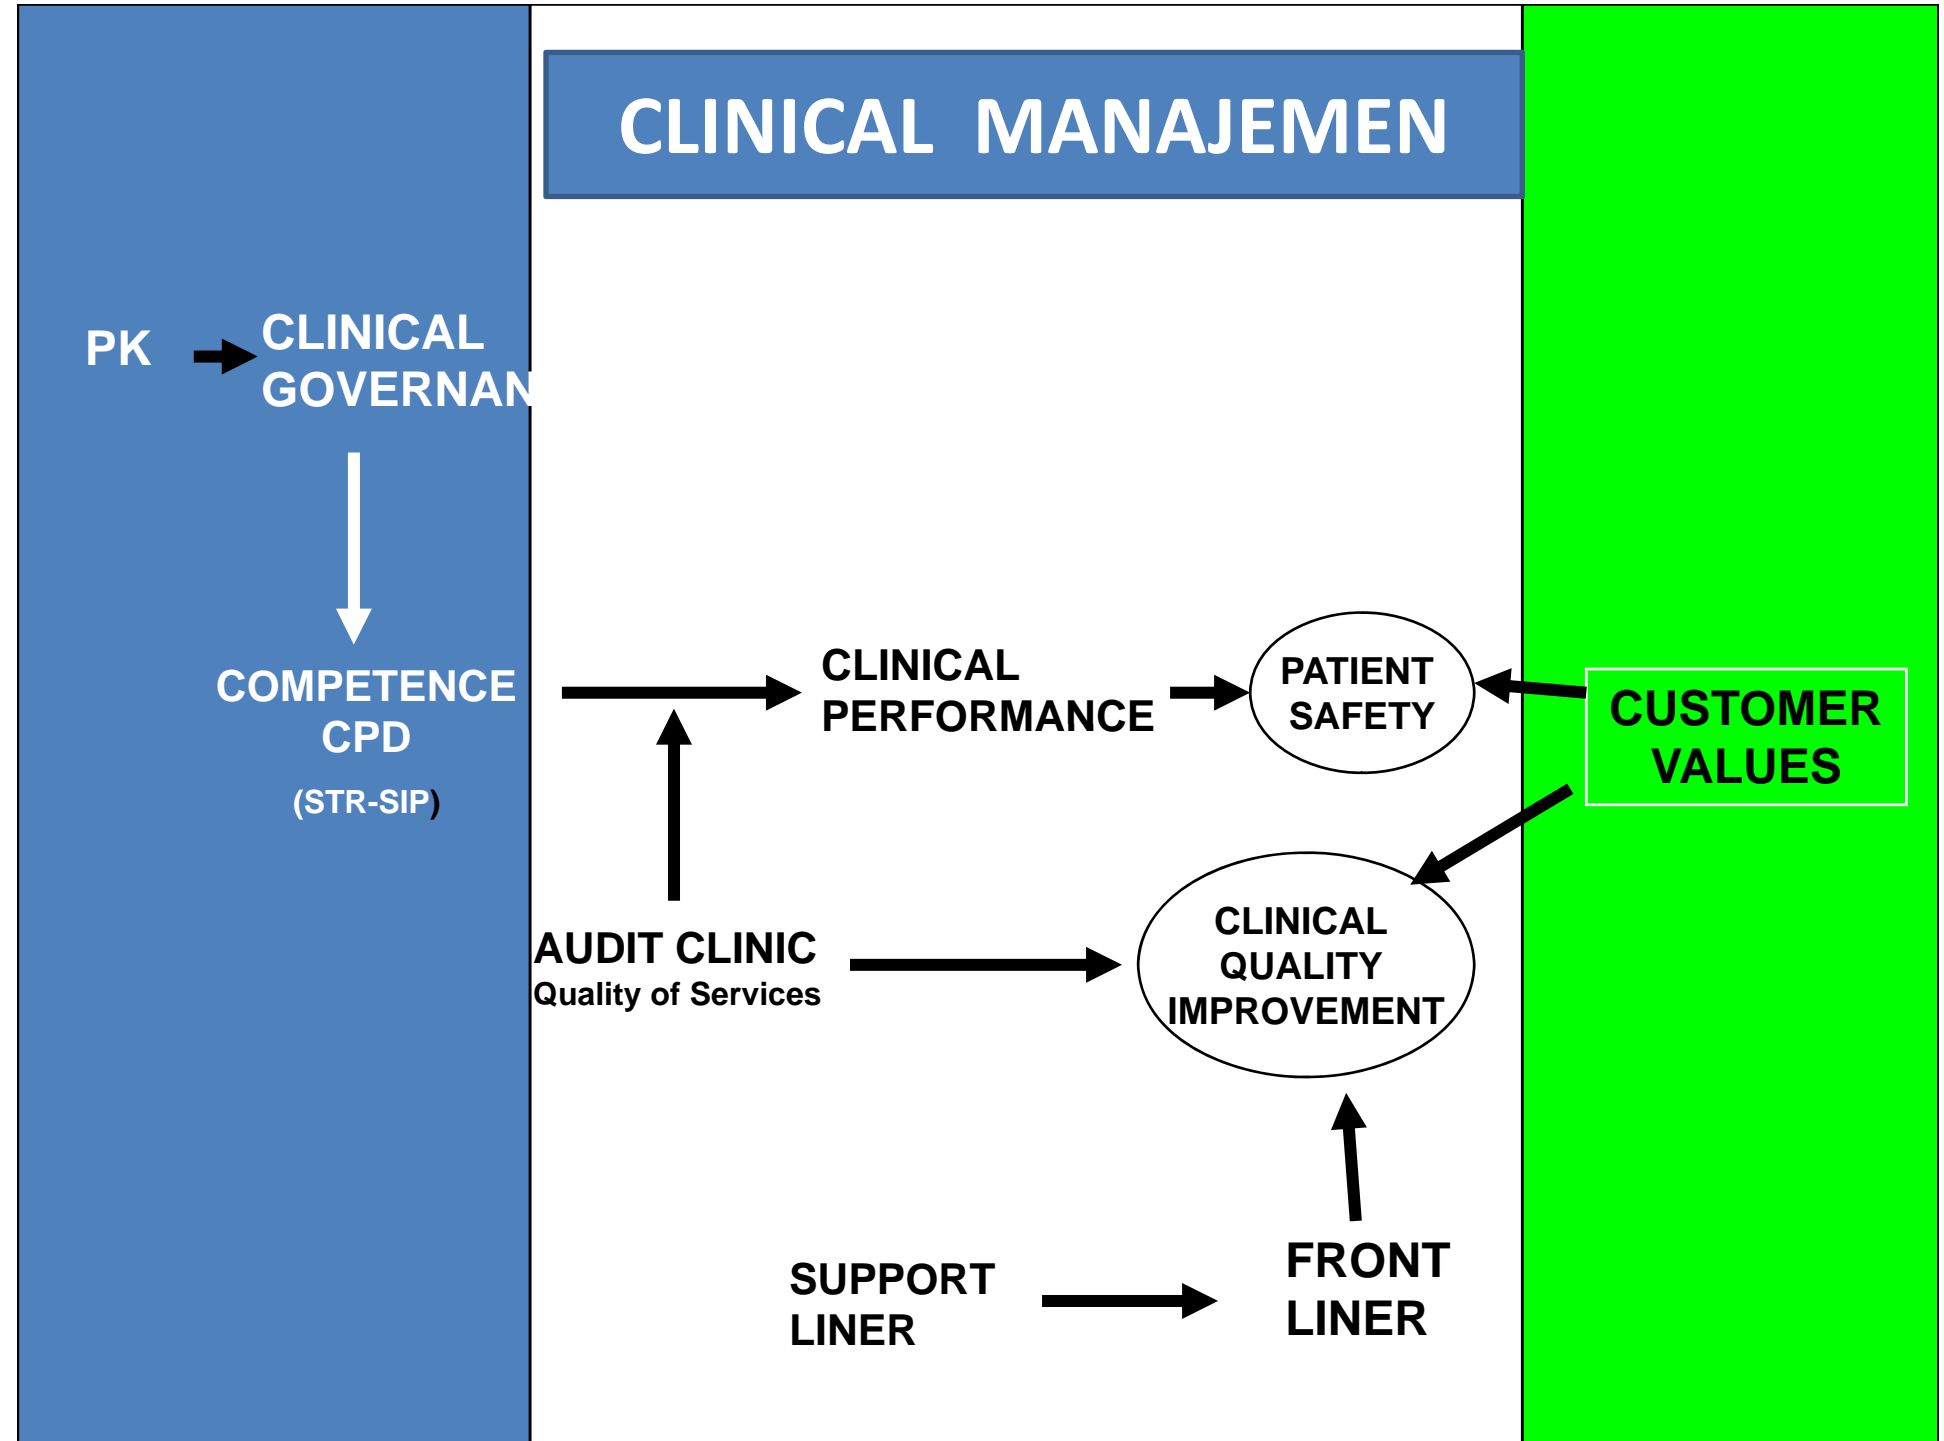 CLINICAL MANAJEMEN
PK
CLINICAL
GOVERNAN
COMPETENCE
CPD
(STR-SIP)
CLINICAL
PERFORMANCE
PATIENT
SAFETY
CUSTOMER
VALUES
AUDIT CLINIC
Quality of Services
CLINICAL
QUALITY
IMPROVEMENT
SUPPORT
LINER
FRONT
LINER